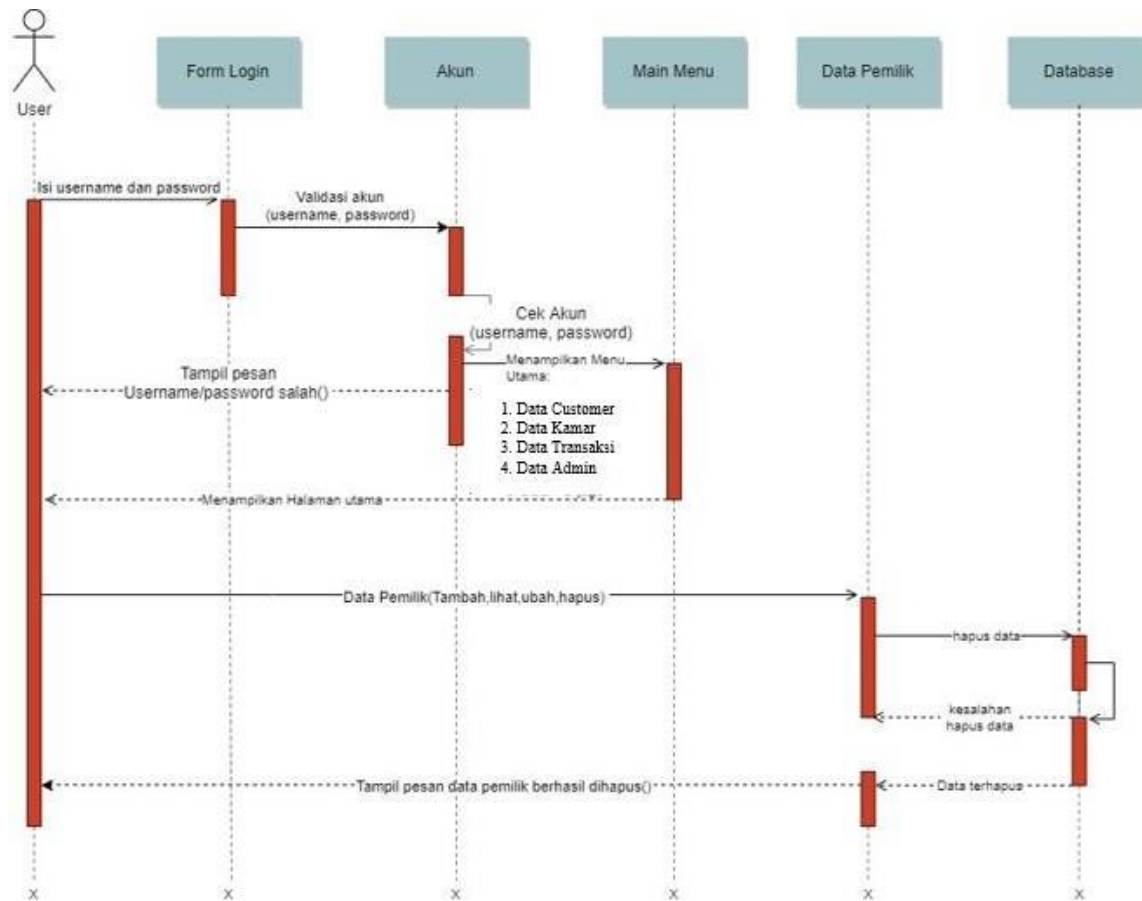 User
Form Login
Akun
Main Menu
Data Pemilik
Database
Isi username dan password
Validasi akun
(username, password)
Cek Akun
(username, password)
Menampilkan Menu
Utama:
Tampil pesan
Username/password salah()
1. Data Customer
2. Data Kamar
3. Data Transaksi
4. Data Admin
Menampilkan Halaman utama
Data Pemilik(Tambah,lihat,ubah,hapus)
hapus data
kesalahan
hapus data
Tampil pesan data pemilik berhasil dihapus()
Data terhapus
X
X
X
X
X
X